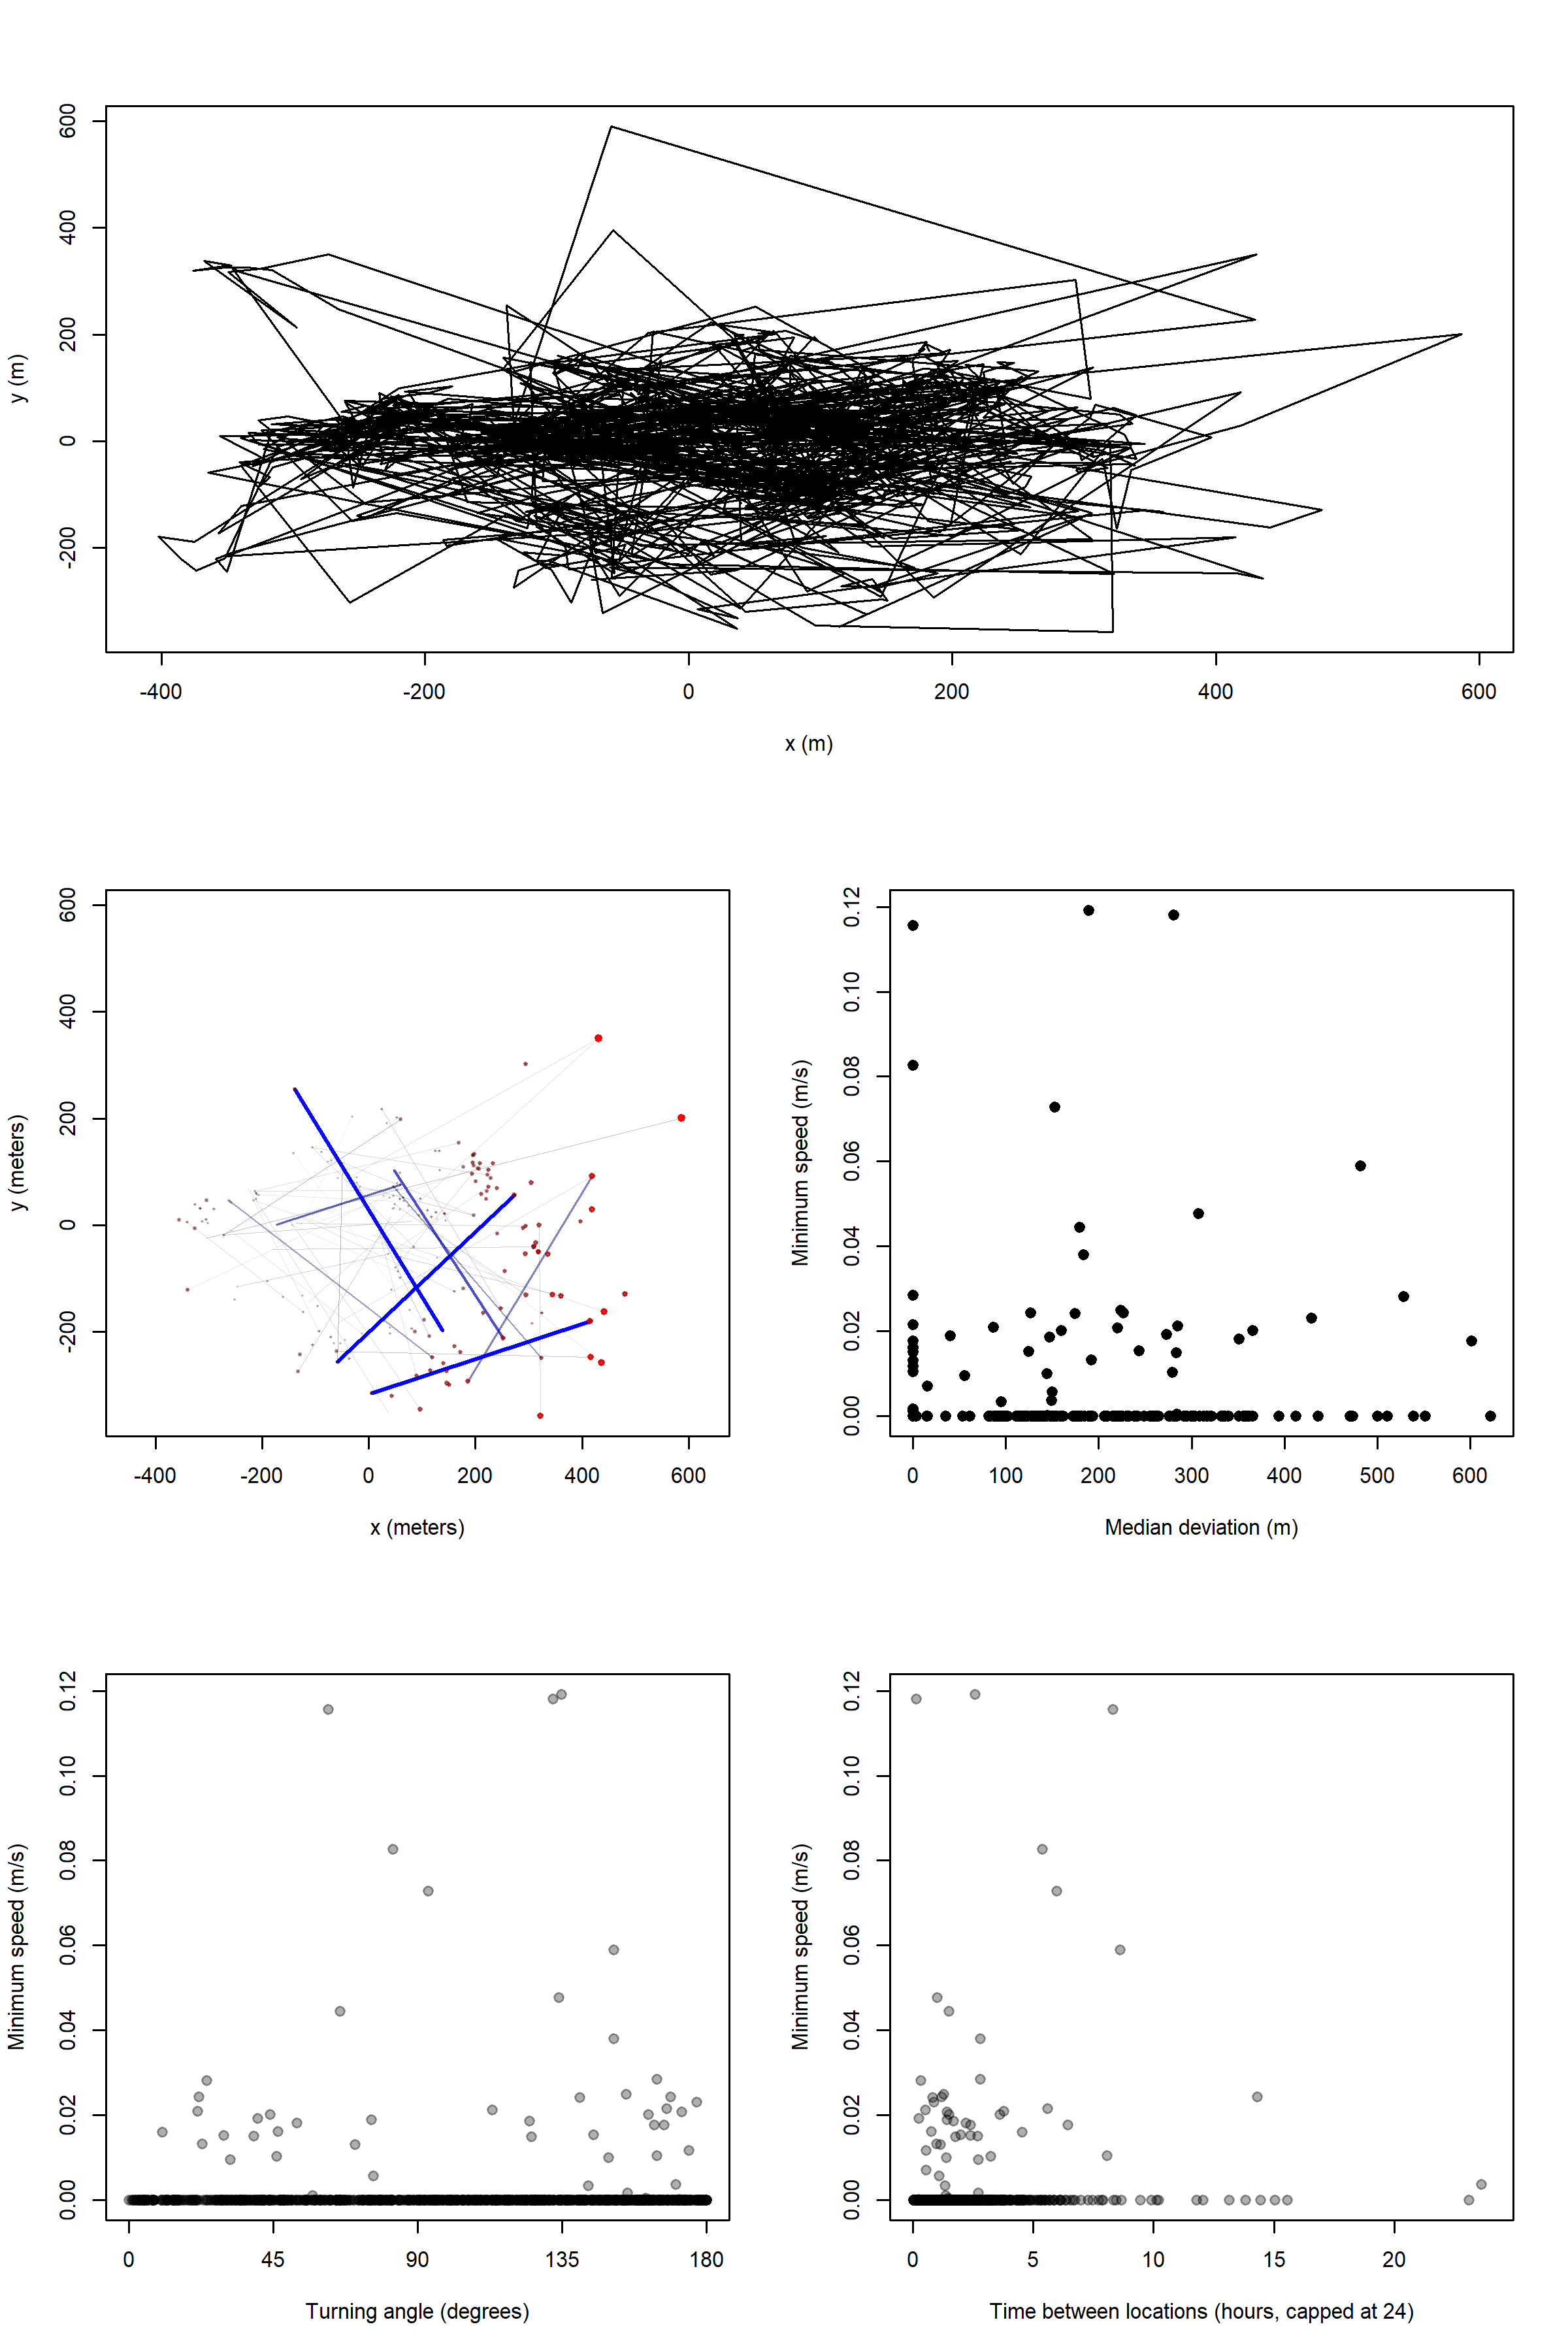 600
400
200
0
-200
y (m)
-400 -200 0 200 400 600
x (m)
600
400
200
0
-200
y (meters)
-400 -200 0 200 400 600
x (meters)
0.12
0.10
0.08
0.06
0.04
0.02
0.00
Minimum speed (m/s)
0 100 200 300 400 500 600
Median deviation (m)
0.12
0.10
0.08
0.06
0.04
0.02
0.00
Minimum speed (m/s)
0 45 90 135 180
Turning angle (degrees)
0.12
0.10
0.08
0.06
0.04
0.02
0.00
Minimum speed (m/s)
0 5 10 15 20
Time between locations (hours, capped at 24)